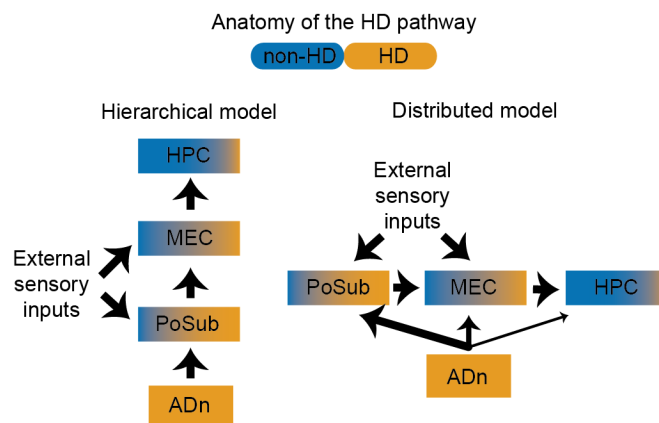 Anatomy of the HD pathway
non-HD HD
Hierarchical model
HPC
MEC
External
sensory
inputs
PoSub
ADn
Distributed model
External
sensory
inputs
PoSub MEC HPC
ADn